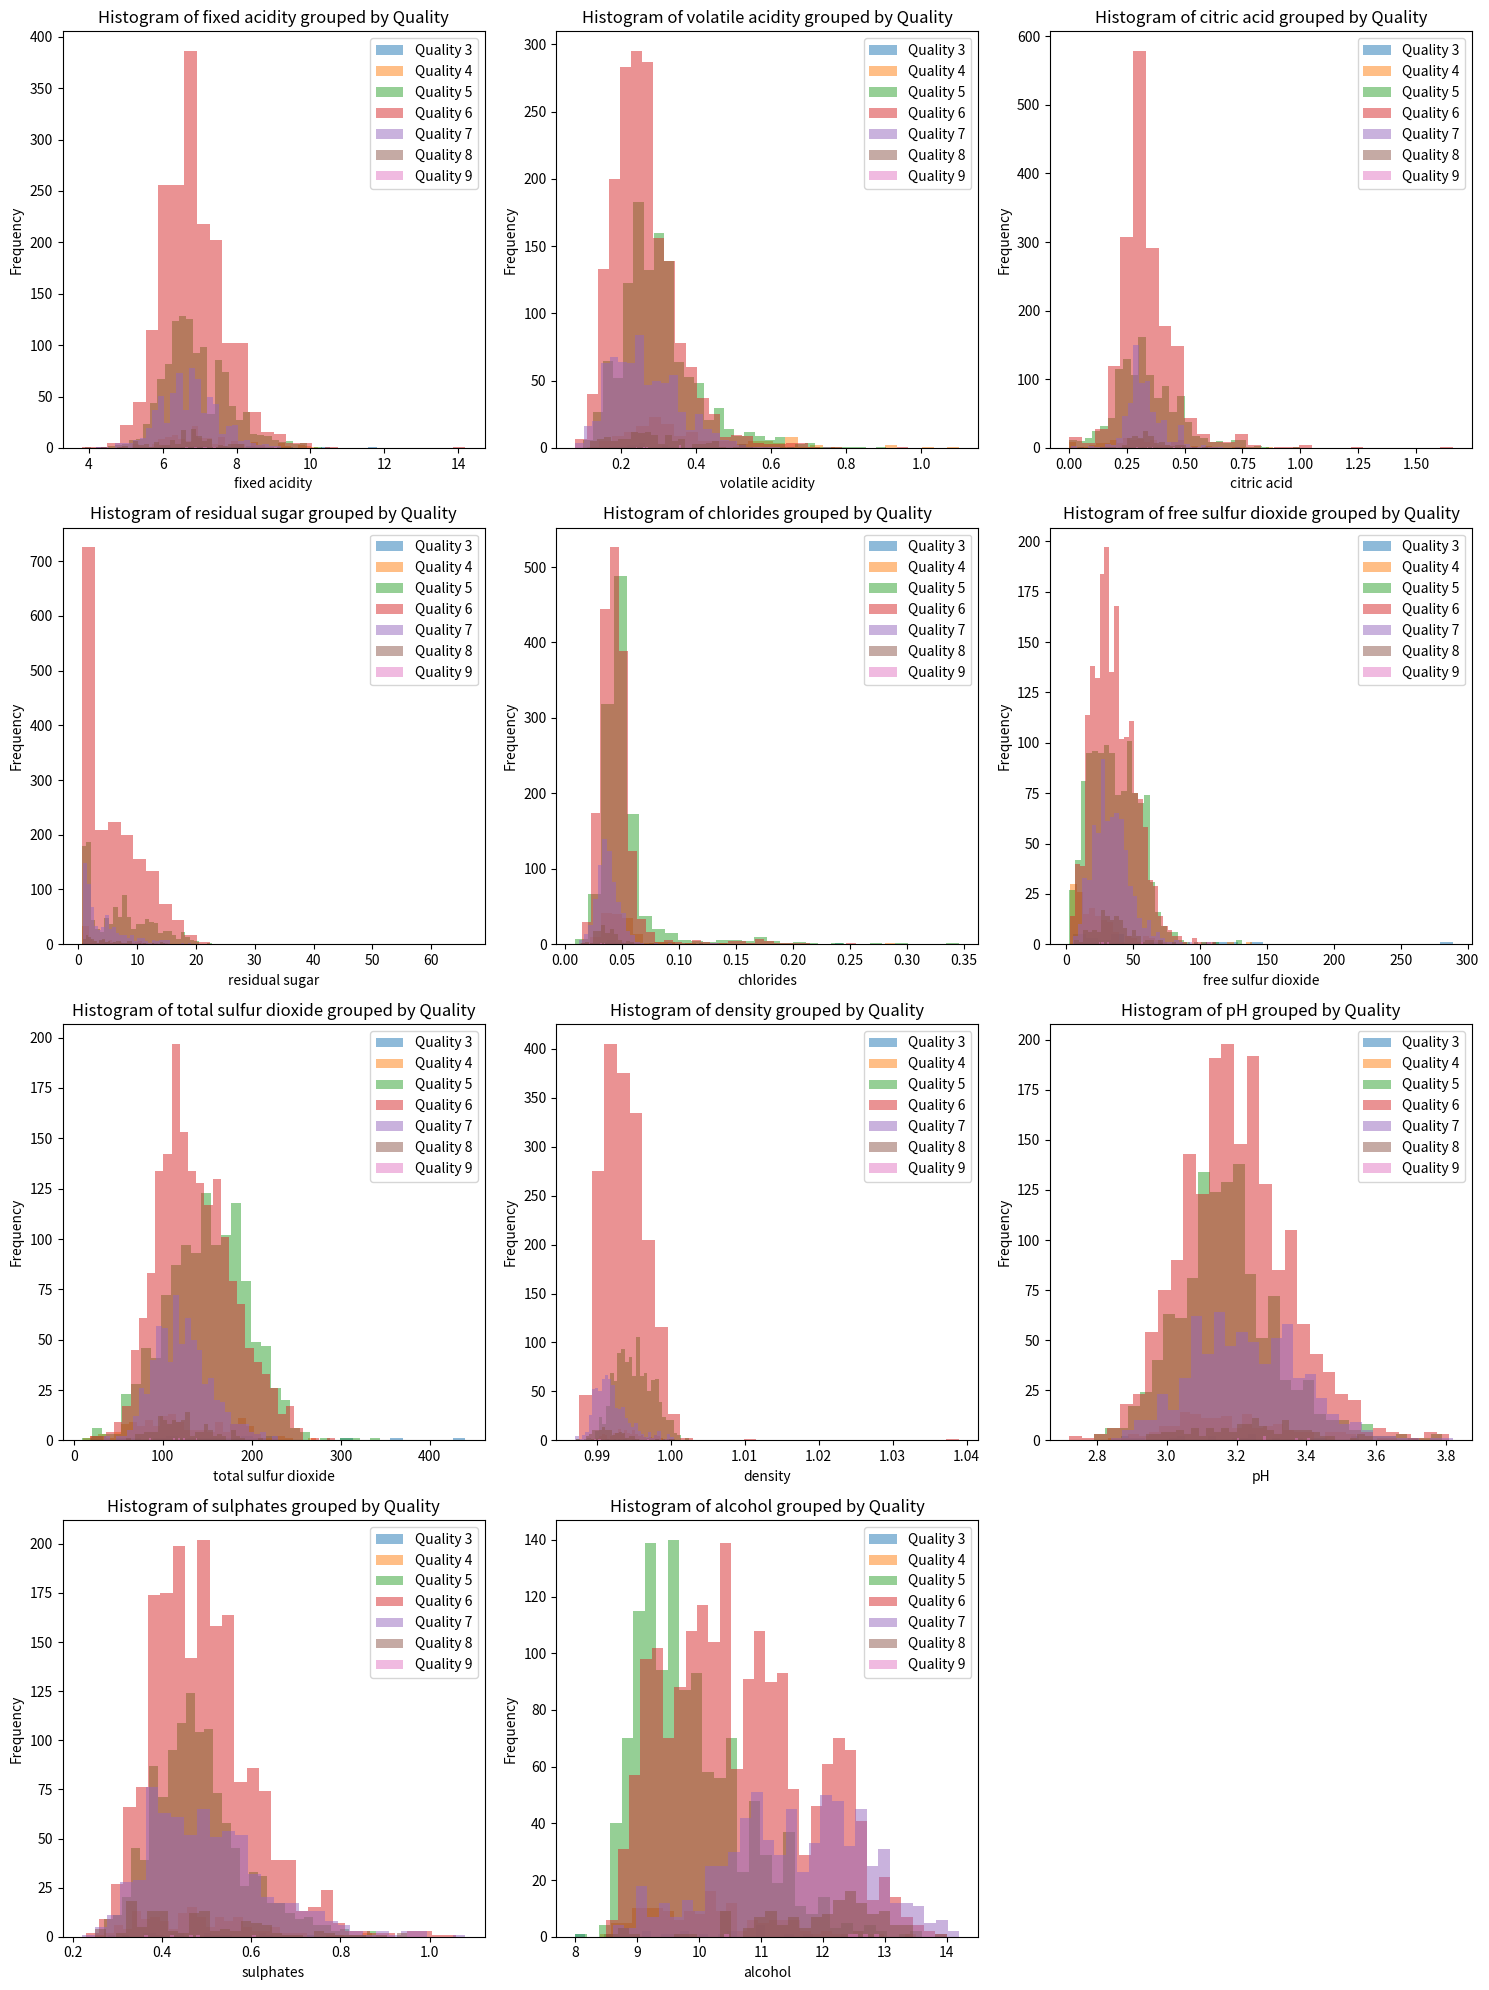 Histogram of fixed acidity grouped by Quality
400
350
300
250
200
150
100
50
0
Frequency
4 6 8 10 12 14
fixed acidity
Quality 3
Quality 4
Quality 5
Quality 6
Quality 7
Quality 8
Quality 9
Histogram of volatile acidity grouped by Quality
300
250
200
150
100
50
0
Frequency
0.2 0.4 0.6 0.8 1.0
volatile acidity
Quality 3
Quality 4
Quality 5
Quality 6
Quality 7
Quality 8
Quality 9
Histogram of citric acid grouped by Quality
600
500
400
300
200
100
0
Frequency
0.00 0.25 0.50 0.75 1.00 1.25 1.50
citric acid
Quality 3
Quality 4
Quality 5
Quality 6
Quality 7
Quality 8
Quality 9
Histogram of residual sugar grouped by Quality
700
600
500
400
300
200
100
0
Frequency
0 10 20 30 40 50 60
residual sugar
Quality 3
Quality 4
Quality 5
Quality 6
Quality 7
Quality 8
Quality 9
Histogram of chlorides grouped by Quality
500
400
300
200
100
0
Frequency
0.00 0.05 0.10 0.15 0.20 0.25 0.30 0.35
chlorides
Quality 3
Quality 4
Quality 5
Quality 6
Quality 7
Quality 8
Quality 9
Histogram of free sulfur dioxide grouped by Quality
200
175
150
125
100
75
50
25
0
Frequency
0 50 100 150 200 250 300
free sulfur dioxide
Quality 3
Quality 4
Quality 5
Quality 6
Quality 7
Quality 8
Quality 9
Histogram of total sulfur dioxide grouped by Quality
200
175
150
125
100
75
50
25
0
Frequency
0 100 200 300 400
total sulfur dioxide
Quality 3
Quality 4
Quality 5
Quality 6
Quality 7
Quality 8
Quality 9
Histogram of density grouped by Quality
400
350
300
250
200
150
100
50
0
Frequency
0.99 1.00 1.01 1.02 1.03 1.04
density
Quality 3
Quality 4
Quality 5
Quality 6
Quality 7
Quality 8
Quality 9
Histogram of pH grouped by Quality
200
175
150
125
100
75
50
25
0
Frequency
2.8 3.0 3.2 3.4 3.6 3.8
pH
Quality 3
Quality 4
Quality 5
Quality 6
Quality 7
Quality 8
Quality 9
Histogram of sulphates grouped by Quality
200
175
150
125
100
75
50
25
0
Frequency
0.2 0.4 0.6 0.8 1.0
sulphates
Quality 3
Quality 4
Quality 5
Quality 6
Quality 7
Quality 8
Quality 9
Histogram of alcohol grouped by Quality
140
120
100
80
60
40
20
0
Frequency
8 9 10 11 12 13 14
alcohol
Quality 3
Quality 4
Quality 5
Quality 6
Quality 7
Quality 8
Quality 9